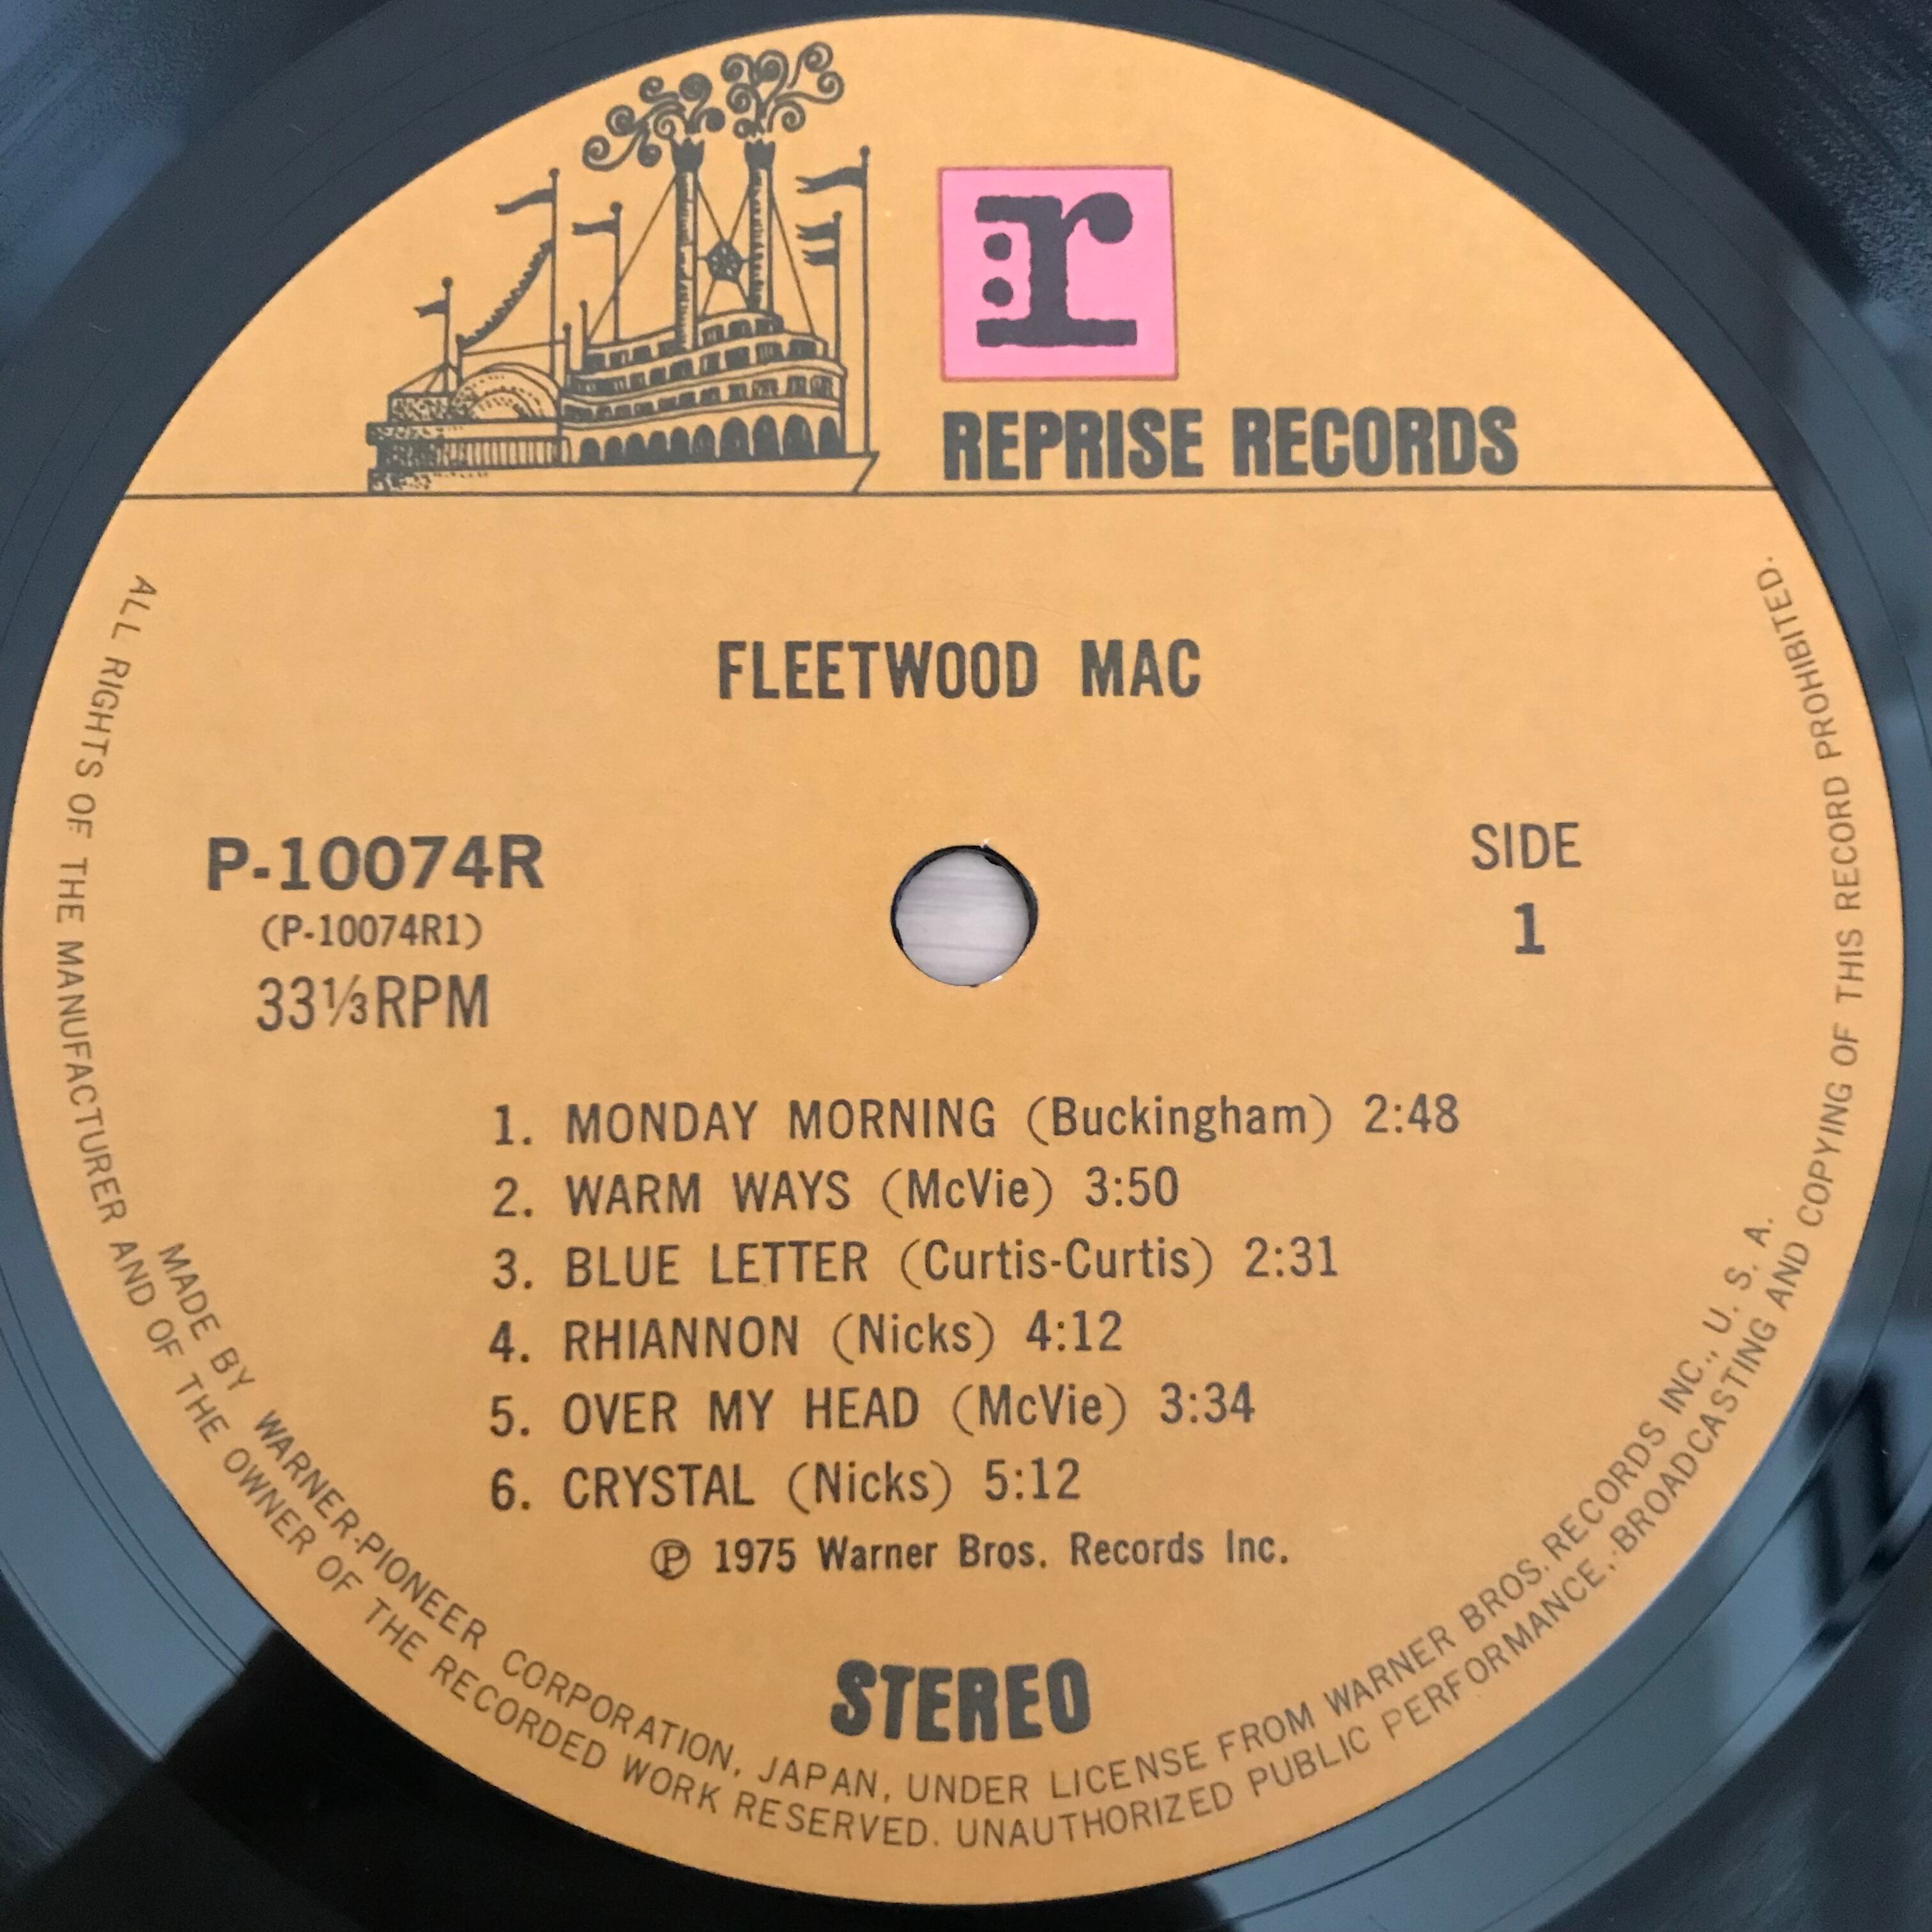 r
REPRISE RECORDS
FLEETWOOD MAC
P-10074R
(P-10074R1)
33⅓RPM
SIDE
1
1. MONDAY MORNING (Buckingham) 2:48
2. WARM WAYS (McVie) 3:50
3. BLUE LETTER (Curtis-Curtis) 2:31
4. RHIANNON (Nicks) 4:12
5. OVER MY HEAD (McVie) 3:34
6. CRYSTAL (Nicks) 5:12
Ⓟ 1975 Warner Bros. Records Inc.
STEREO
MADE BY WARNER-PIONEER CORPORATION, JAPAN, UNDER LICENSE FROM WARNER BROS. RECORDS INC., U. S. A.
ALL RIGHTS OF THE MANUFACTURER AND OF THE OWNER OF THE RECORDED WORK RESERVED. UNAUTHORIZED PUBLIC PERFORMANCE, BROADCASTING AND COPYING OF THIS RECORD PROHIBITED.